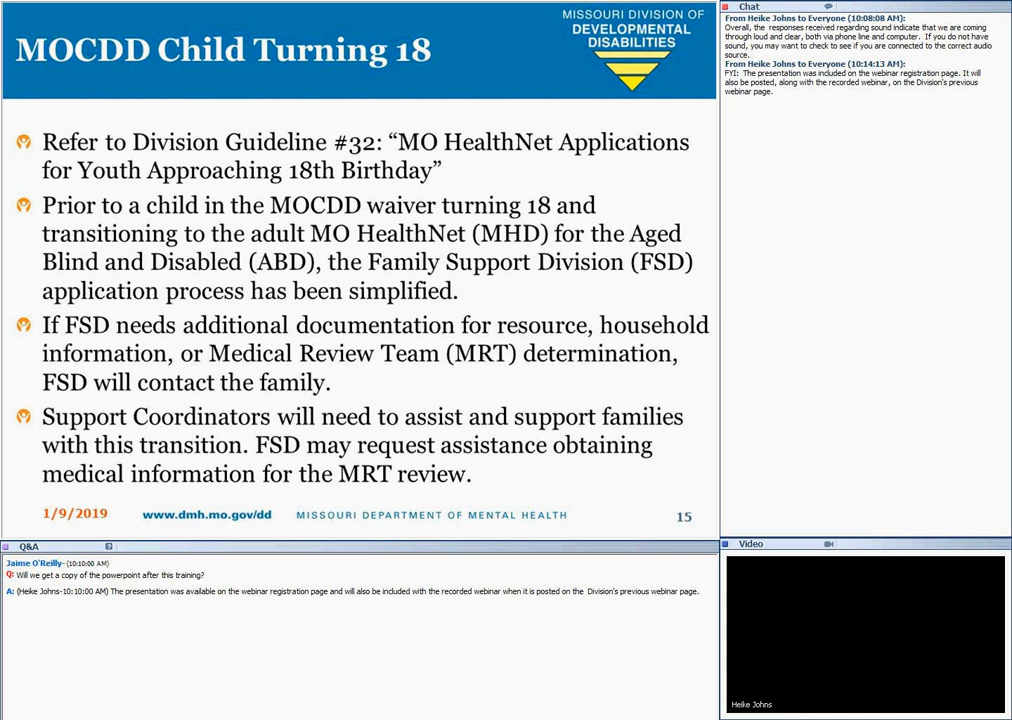 MOCDD Child Turning 18
MISSOURI DIVISION OF
DEVELOPMENTAL
DISABILITIES
Refer to Division Guideline #32: “MO HealthNet Applications
for Youth Approaching 18th Birthday”
Prior to a child in the MOCDD waiver turning 18 and
transitioning to the adult MO HealthNet (MHD) for the Aged
Blind and Disabled (ABD), the Family Support Division (FSD)
application process has been simplified.
If FSD needs additional documentation for resource, household
information, or Medical Review Team (MRT) determination,
FSD will contact the family.
Support Coordinators will need to assist and support families
with this transition. FSD may request assistance obtaining
medical information for the MRT review.
1/9/2019 www.dmh.mo.gov/dd MISSOURI DEPARTMENT OF MENTAL HEALTH 15
Chat
From Heike Johns to Everyone (10:08:08 AM):
Overall, the responses received regarding sound indicate that we are coming
through loud and clear, both via phone line and computer. If you do not have
sound, you may want to check to see if you are connected to the correct audio
source.
From Heike Johns to Everyone (10:14:13 AM):
FYI: The presentation was included on the webinar registration page. It will
also be posted, along with the recorded webinar, on the Division's previous
webinar page.
Q&A
Jaime O'Reilly- (10:10:00 AM)
Q: Will we get a copy of the powerpoint after this training?
A: (Heike Johns-10:10:00 AM) The presentation was available on the webinar registration page and will also be included with the recorded webinar when it is posted on the Division's previous webinar page.
Video
Heike Johns